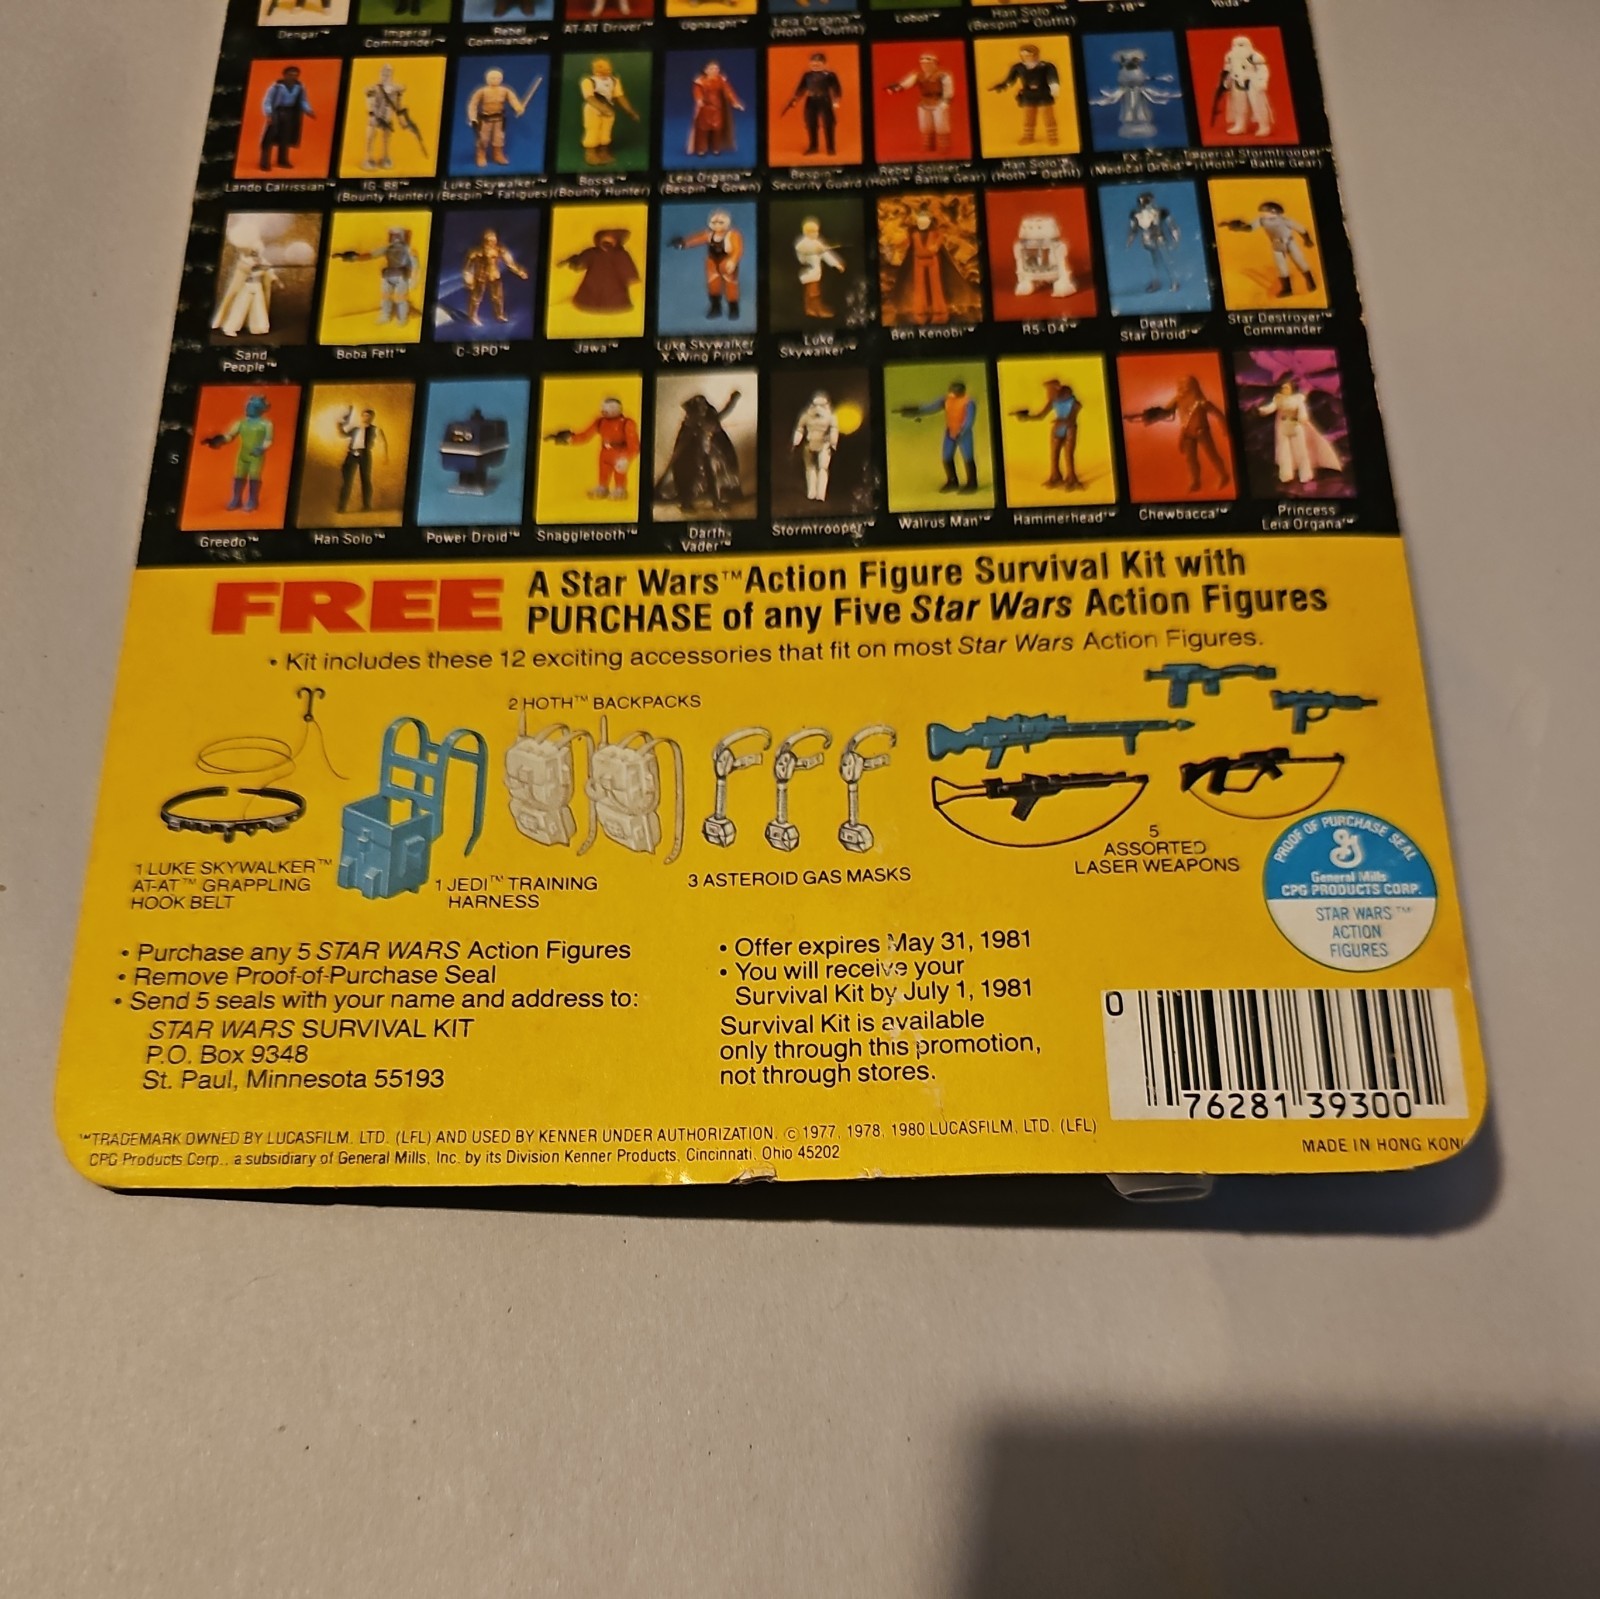 Dengar™ Imperial Rebel AT-AT Driver™ Ugnaught™ Leia Organa™ Lobot™ Han Solo™ 2-1B™ Yoda™
Commander™ Commander™ (Hoth™ Outfit) (Bespin™ Outfit)
Lando Calrissian™ IG-88™ Luke Skywalker™ Bossk™ Leia Organa™ Bespin™ Rebel Soldier™ Han Solo™ FX-7™ Imperial Stormtrooper™
(Bounty Hunter) (Bespin™ Fatigues) (Bounty Hunter) (Bespin™ Gown) Security Guard (Hoth™ Battle Gear) (Hoth™ Outfit) (Medical Droid™) (Hoth™ Battle Gear)
Sand Boba Fett™ C-3PO™ Jawa™ Luke Skywalker Luke Ben Kenobi™ R5-D4™ Death Star Destroyer™
People™ X-Wing Pilot™ Skywalker™ Star Droid™ Commander™
S
Greedo™ Han Solo™ Power Droid™ Snaggletooth™ Darth Stormtrooper™ Walrus Man™ Hammerhead™ Chewbacca™ Princess
Vader™ Leia Organa™
FREE A Star Wars™ Action Figure Survival Kit with
PURCHASE of any Five Star Wars Action Figures
• Kit includes these 12 exciting accessories that fit on most Star Wars Action Figures.
2 HOTH™ BACKPACKS
1 LUKE SKYWALKER™
AT-AT™ GRAPPLING
HOOK BELT
1 JEDI™ TRAINING
HARNESS
3 ASTEROID GAS MASKS
5
ASSORTED
LASER WEAPONS
PROOF OF PURCHASE SEAL
General Mills
CPG PRODUCTS CORP.
STAR WARS™
ACTION
FIGURES
• Purchase any 5 STAR WARS Action Figures
• Remove Proof-of-Purchase Seal
• Send 5 seals with your name and address to:
STAR WARS SURVIVAL KIT
P.O. Box 9348
St. Paul, Minnesota 55193
• Offer expires May 31, 1981
• You will receive your
Survival Kit by July 1, 1981
Survival Kit is available
only through this promotion,
not through stores.
0 76281 39300
™TRADEMARK OWNED BY LUCASFILM, LTD. (LFL) AND USED BY KENNER UNDER AUTHORIZATION. © 1977, 1978, 1980 LUCASFILM, LTD. (LFL)
CPG Products Corp., a subsidiary of General Mills, Inc. by its Division Kenner Products, Cincinnati, Ohio 45202
MADE IN HONG KON